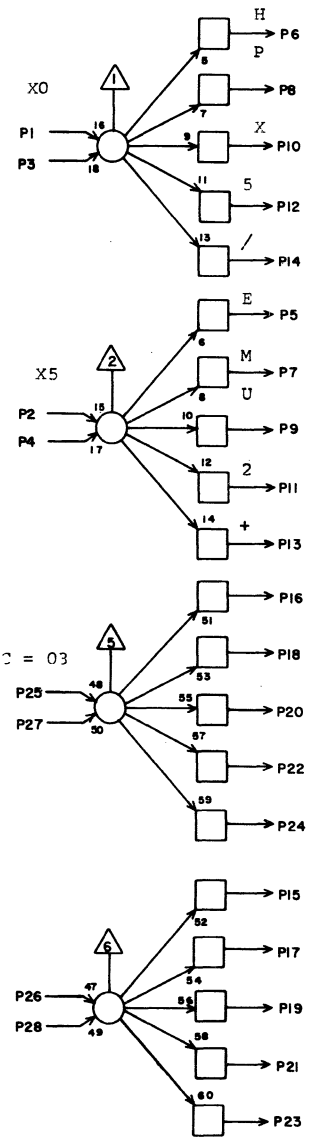 H
P6
P
5
1
X0
P8
7
16
P1
9
X
P10
P3
18
11
5
P12
13
/
P14
E
P5
6
2
M
P7
X5
8
U
15
P2
10
P9
P4
17
12
2
P11
14
+
P13
P16
51
5
P18
C = 03
53
48
P25
55
P20
P27
50
57
P22
59
P24
P15
52
6
P17
54
47
P26
56
P19
P28
49
58
P21
60
P23